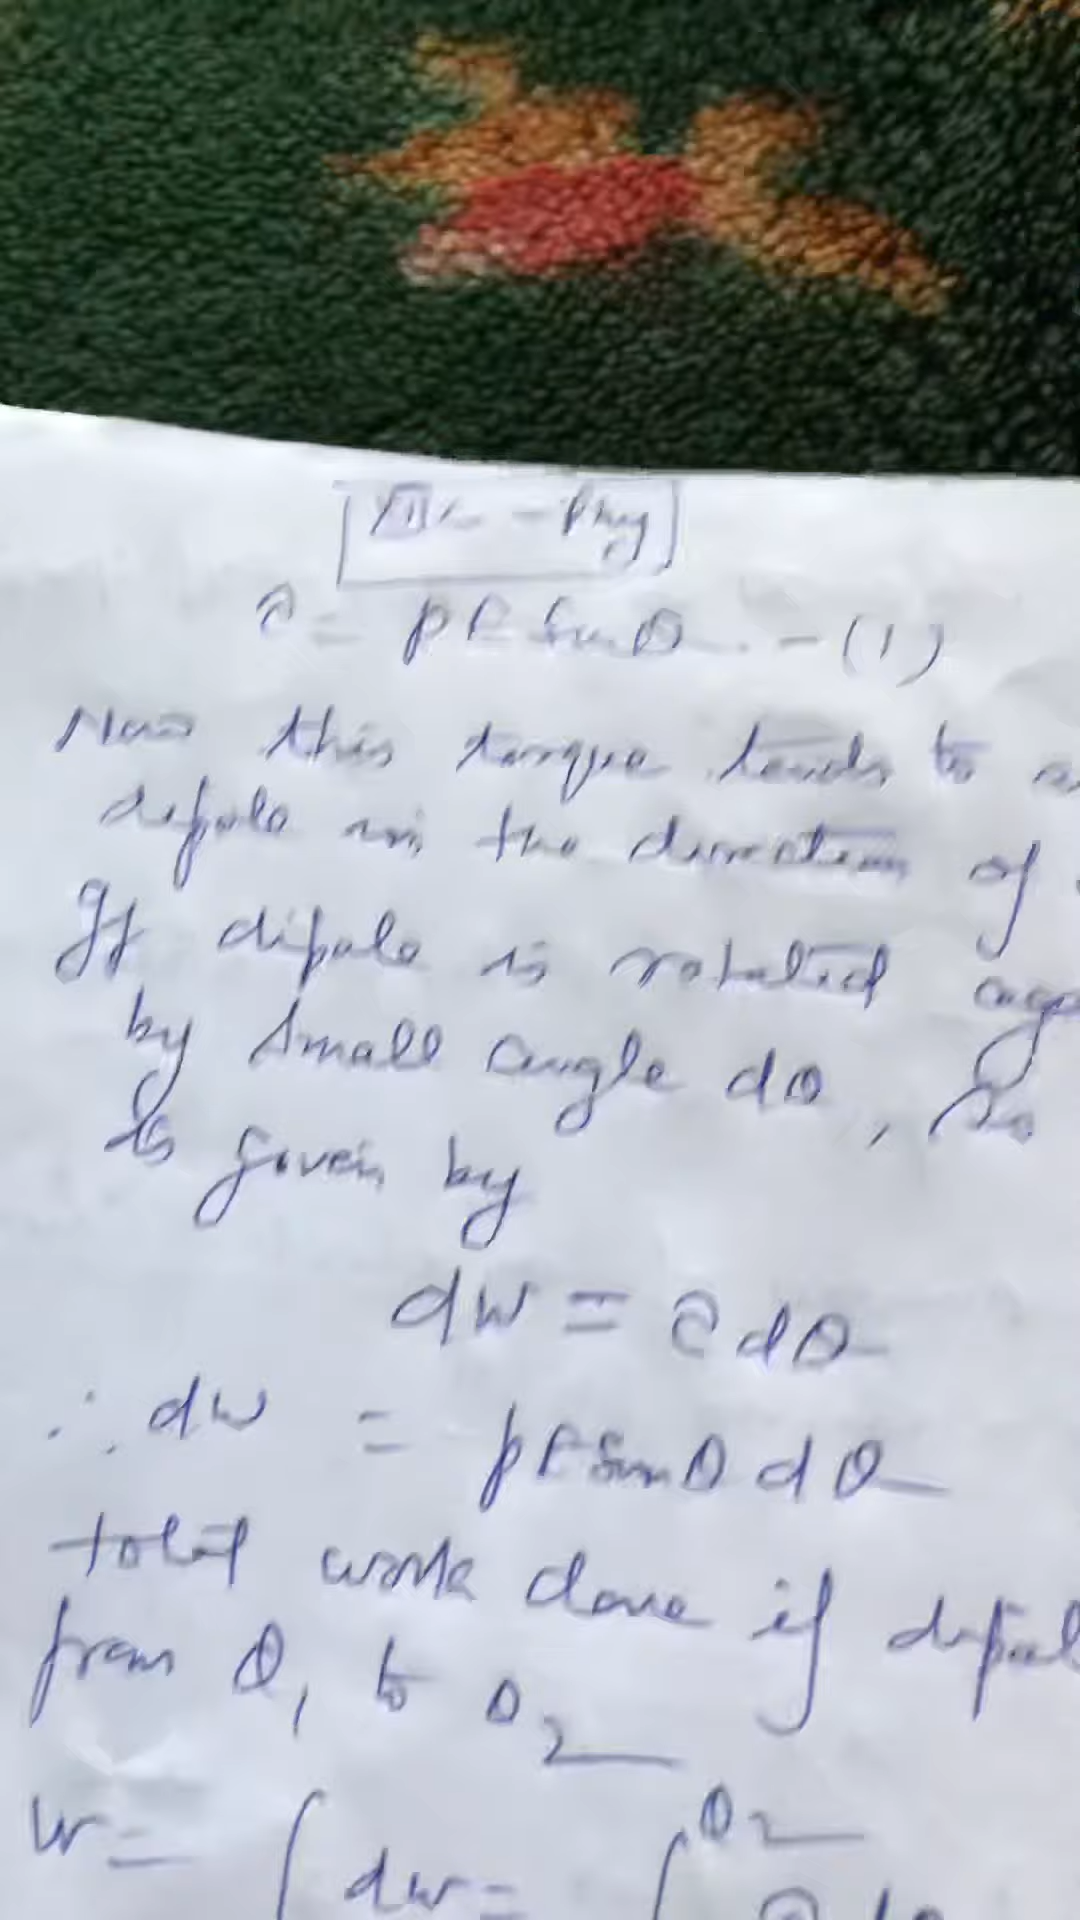 XII - Phy
τ = pE Sinθ - (1)
Now this torque tends to
dipole in the direction of
If dipole is rotated
by small angle dθ, So
is given by
dw = τ dθ
∴ dw = pE Sinθ dθ
total work done if
from θ₁ to θ₂
W = ∫ dw = ∫ θ₂
τ dθ